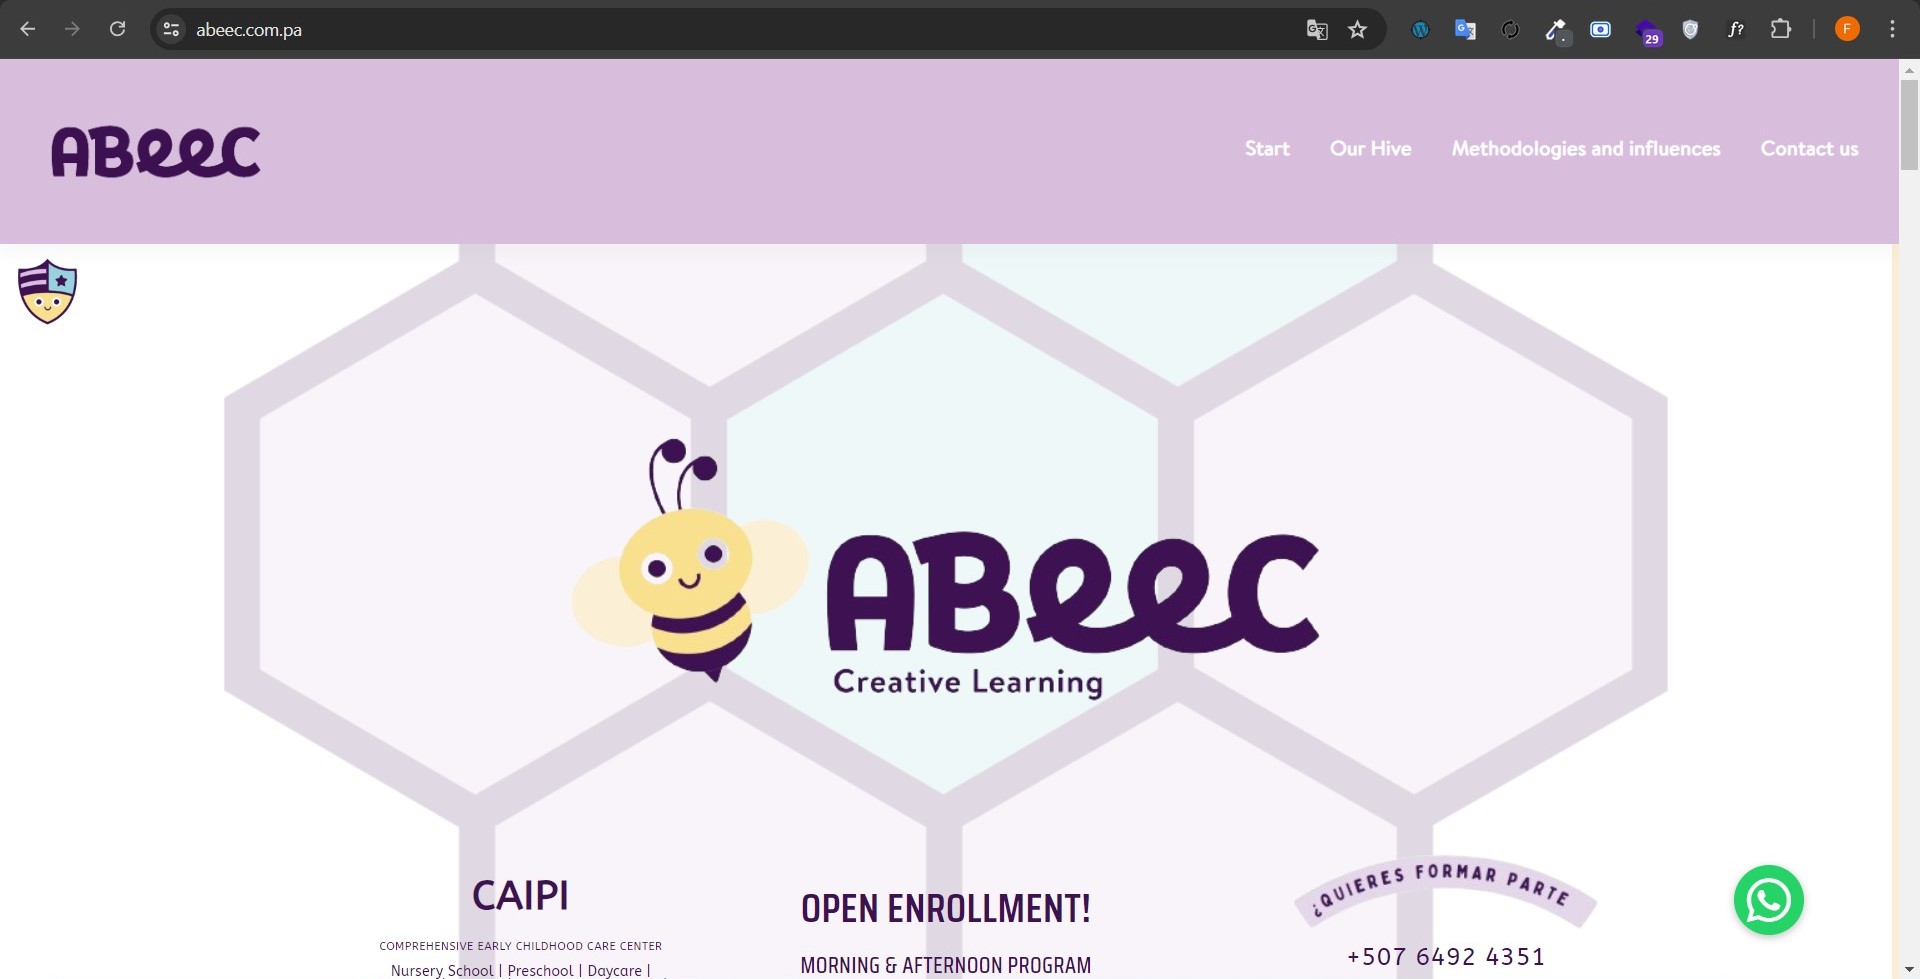 abeec.com.pa
29
f?
F
ABeeC
Start
Our Hive
Methodologies and influences
Contact us
ABeeC
Creative Learning
CAIPI
COMPREHENSIVE EARLY CHILDHOOD CARE CENTER
Nursery School | Preschool | Daycare |
OPEN ENROLLMENT!
MORNING & AFTERNOON PROGRAM
¿QUIERES FORMAR PARTE
+507 6492 4351